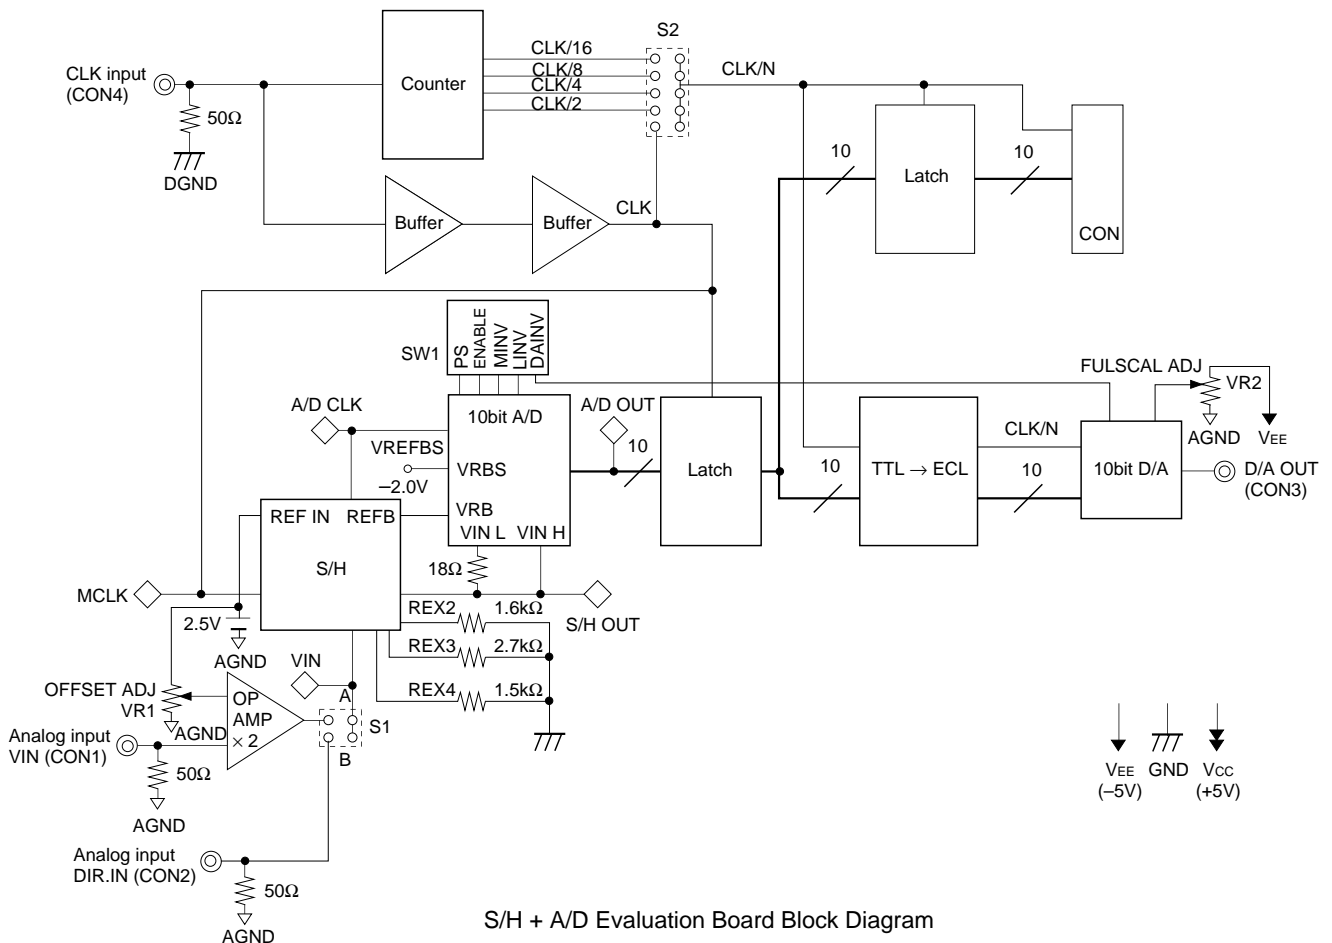 S2
CLK/16
CLK/8
CLK/4
CLK/2
CLK/N
CLK input
(CON4)
Counter
50Ω
DGND
10
Latch
10
CON
Buffer
Buffer
CLK
SW1
PS
ENABLE
MINV
LINV
DAINV
FULSCAL ADJ
VR2
AGND
VEE
A/D CLK
10bit A/D
A/D OUT
VREFBS
VRBS
–2.0V
VRB
VIN L
VIN H
10
Latch
10
TTL → ECL
CLK/N
10
10bit D/A
D/A OUT
(CON3)
REF IN
REFB
S/H
18Ω
MCLK
2.5V
AGND
S/H OUT
REX2
1.6kΩ
REX3
2.7kΩ
REX4
1.5kΩ
VIN
A
S1
B
OFFSET ADJ
VR1
AGND
OP
AMP
× 2
Analog input
VIN (CON1)
50Ω
AGND
Analog input
DIR.IN (CON2)
50Ω
AGND
VEE
(–5V)
GND
VCC
(+5V)
S/H + A/D Evaluation Board Block Diagram